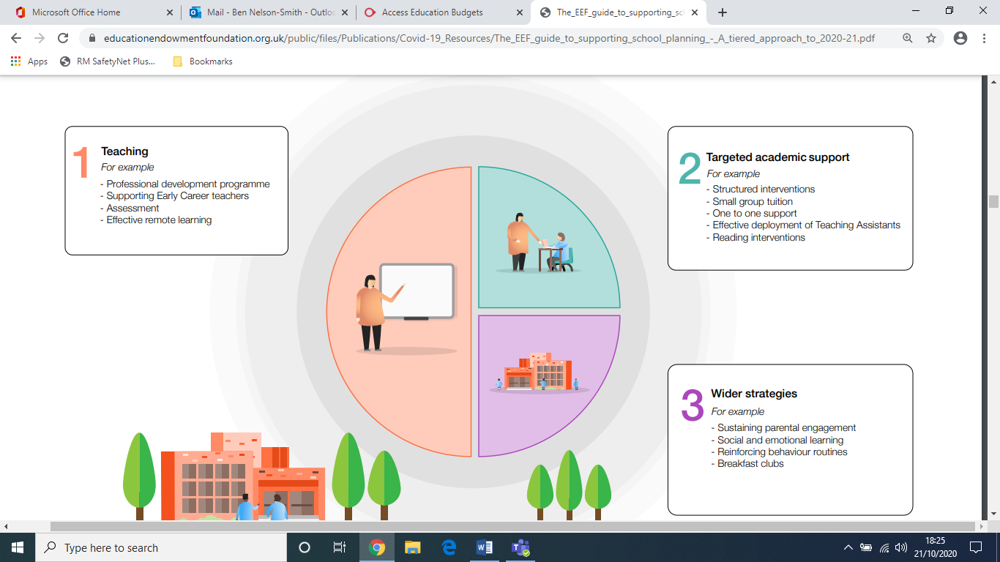 Microsoft Office Home
Mail - Ben Nelson-Smith - Outlo
Access Education Budgets
The_EEF_guide_to_supporting_sc
educationendowmentfoundation.org.uk/public/files/Publications/Covid-19_Resources/The_EEF_guide_to_supporting_school_planning_-_A_tiered_approach_to_2020-21.pdf
Apps
RM SafetyNet Plus...
Bookmarks
1
Teaching
For example
- Professional development programme
- Supporting Early Career teachers
- Assessment
- Effective remote learning
2
Targeted academic support
For example
- Structured interventions
- Small group tuition
- One to one support
- Effective deployment of Teaching Assistants
- Reading interventions
3
Wider strategies
For example
- Sustaining parental engagement
- Social and emotional learning
- Reinforcing behaviour routines
- Breakfast clubs
Type here to search
18:25
21/10/2020